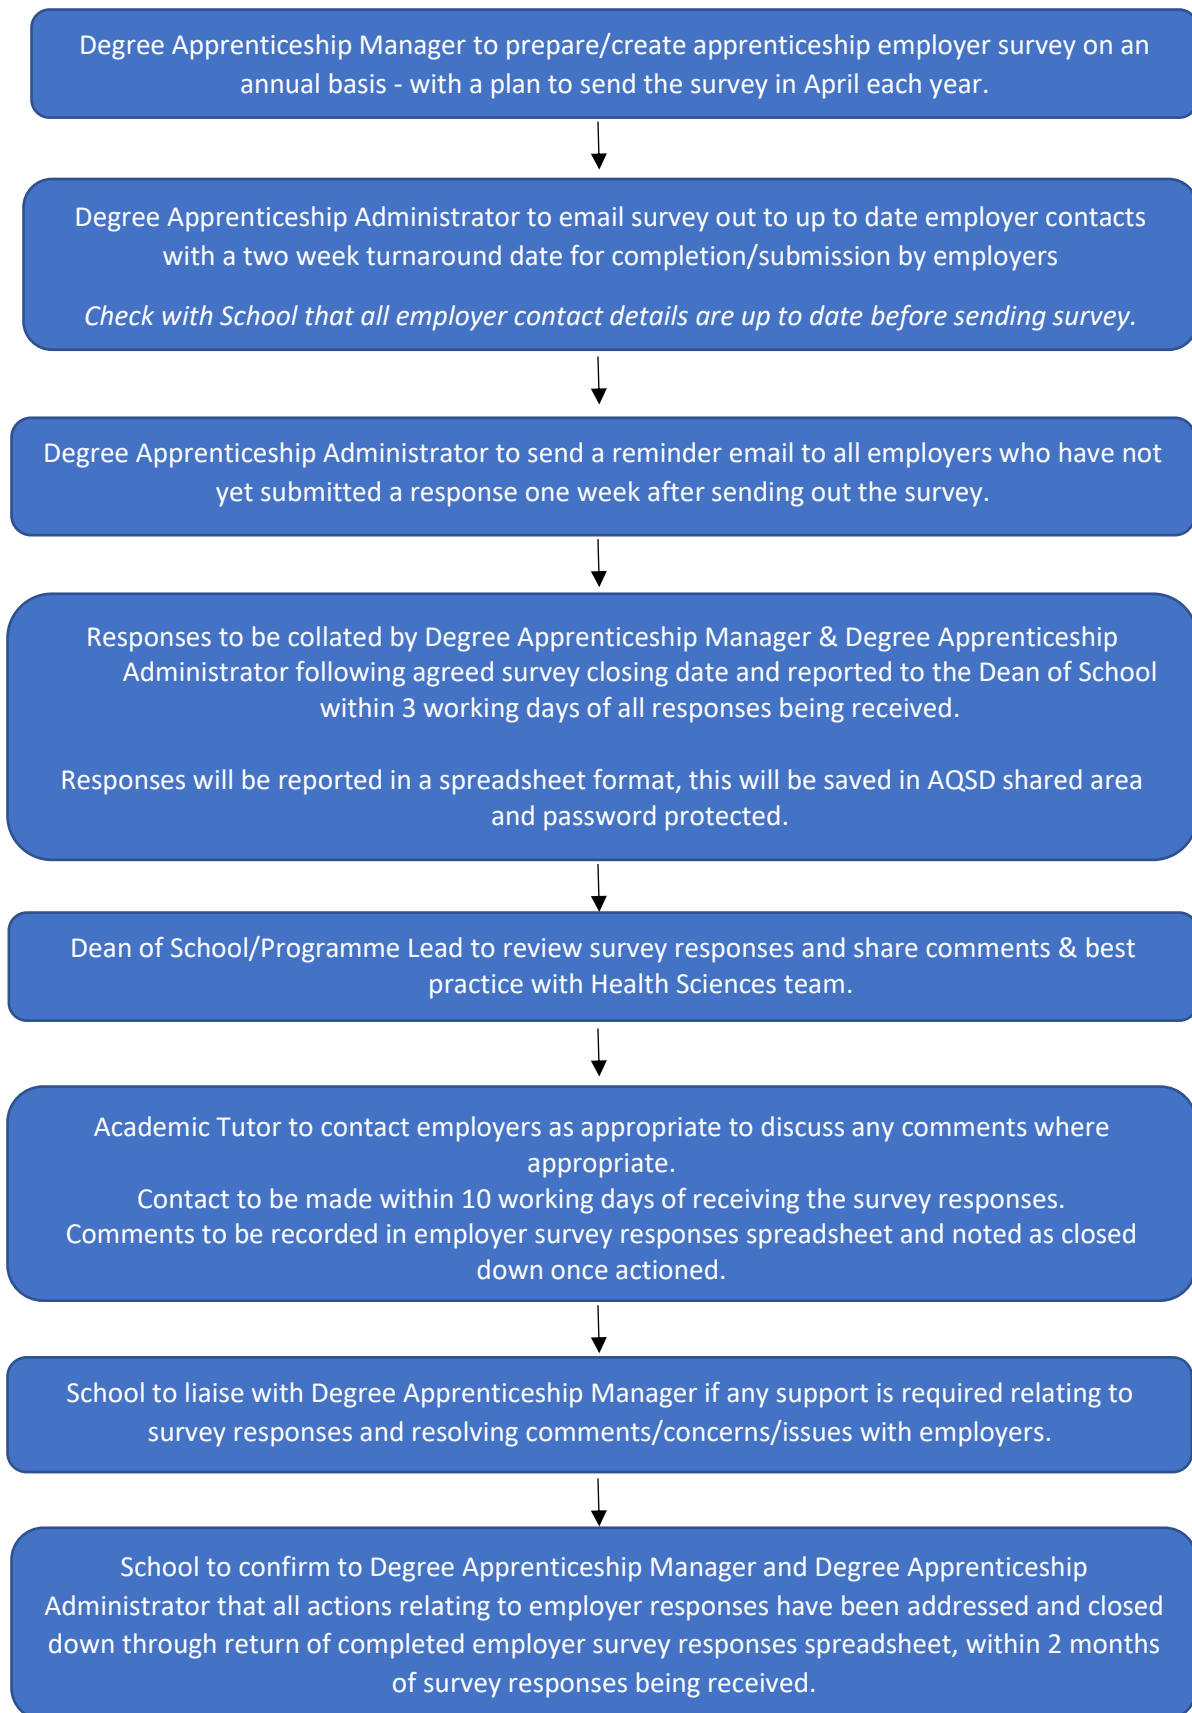 Degree Apprenticeship Manager to prepare/create apprenticeship employer survey on an
annual basis - with a plan to send the survey in April each year.
Degree Apprenticeship Administrator to email survey out to up to date employer contacts
with a two week turnaround date for completion/submission by employers
Check with School that all employer contact details are up to date before sending survey.
Degree Apprenticeship Administrator to send a reminder email to all employers who have not
yet submitted a response one week after sending out the survey.
Responses to be collated by Degree Apprenticeship Manager & Degree Apprenticeship
Administrator following agreed survey closing date and reported to the Dean of School
within 3 working days of all responses being received.
Responses will be reported in a spreadsheet format, this will be saved in AQSD shared area
and password protected.
Dean of School/Programme Lead to review survey responses and share comments & best
practice with Health Sciences team.
Academic Tutor to contact employers as appropriate to discuss any comments where
appropriate.
Contact to be made within 10 working days of receiving the survey responses.
Comments to be recorded in employer survey responses spreadsheet and noted as closed
down once actioned.
School to liaise with Degree Apprenticeship Manager if any support is required relating to
survey responses and resolving comments/concerns/issues with employers.
School to confirm to Degree Apprenticeship Manager and Degree Apprenticeship
Administrator that all actions relating to employer responses have been addressed and closed
down through return of completed employer survey responses spreadsheet, within 2 months
of survey responses being received.